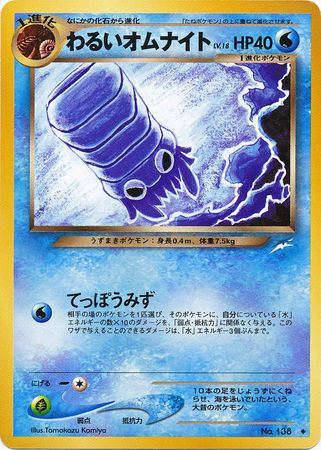 1進化
なにかの化石から進化
「たねポケモン」の上に重ねて進化させます。
わるいオムナイト LV.18 HP40
1進化ポケモン
うずまきポケモン：身長0.4m、体重7.5kg
てっぽうみず
相手の場のポケモンを1匹選び、そのポケモンに、自分についている「水」
エネルギーの数×10のダメージを、「弱点・抵抗力」に関係なく与える。この
ワザで与えることのできるダメージは、「水」エネルギー3個ぶんまで。
にげる
弱点
抵抗力
10本の足をじょうずにくねら
せ、海を泳いでいたという、
大昔のポケモン。
Illus.Tomokazu Komiya
No.138